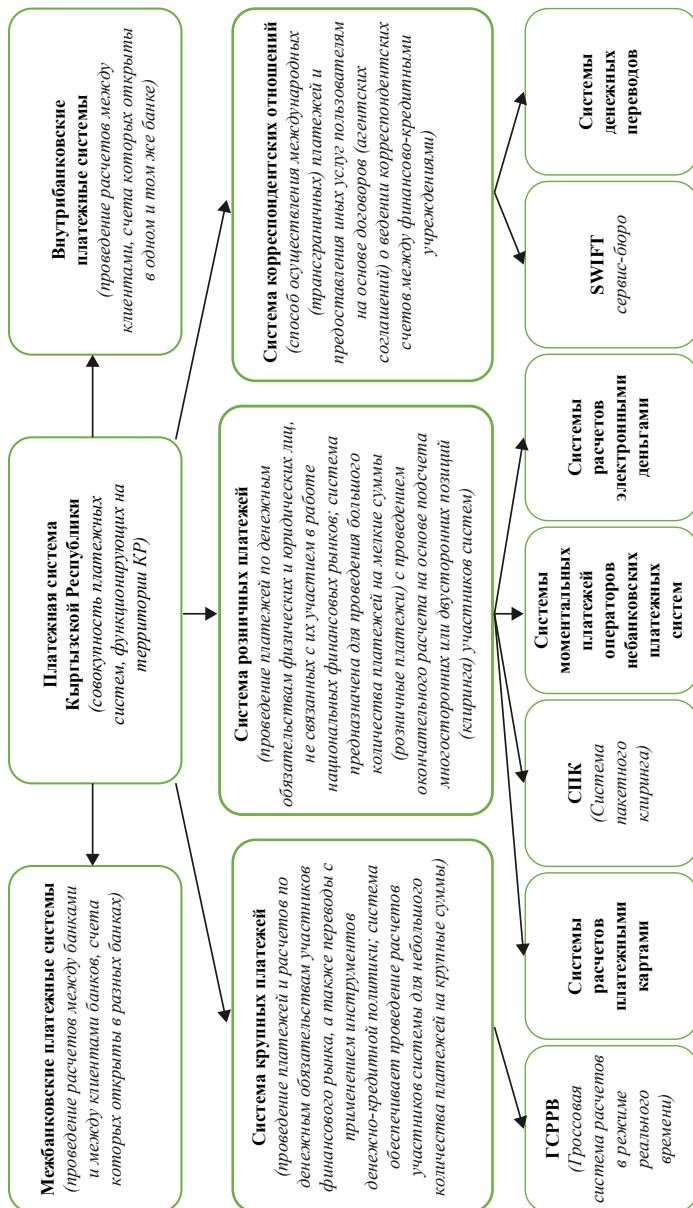 Межбанковские платежные системы
(проведение расчетов между банками
и между клиентами банков, счета
которых открыты в разных банках)
Платежная система
Кыргызской Республики
(совокупность платежных
систем, функционирующих на
территории КР)
Внутрибанковские
платежные системы
(проведение расчетов между
клиентами, счета которых открыты
в одном и том же банке)
Система крупных платежей
(проведение платежей и расчетов по
денежным обязательствам участников
финансового рынка, а также переводы с
применением инструментов
денежно-кредитной политики; система
обеспечивает проведение расчетов
участников системы для небольшого
количества платежей на крупные суммы)
Система розничных платежей
(проведение платежей по денежным
обязательствам физических и юридических лиц,
не связанных с их участием в работе
национальных финансовых рынков; система
предназначена для проведения большого
количества платежей на мелкие суммы
(розничные платежи) с проведением
окончательного расчета на основе подсчета
многосторонних или двусторонних позиций
(клиринга) участников систем)
Система корреспондентских отношений
(способ осуществления международных
(трансграничных) платежей и
предоставления иных услуг пользователям
на основе договоров (агентских
соглашений) о ведении корреспондентских
счетов между финансово-кредитными
учреждениями)
ГСРРВ
(Гроссовая
система расчетов
в режиме
реального
времени)
Системы
расчетов
платежными
картами
СПК
(Система
пакетного
клиринга)
Системы
моментальных
платежей
операторов
небанковских
платежных
систем
Системы
расчетов
электронными
деньгами
SWIFT
сервис-бюро
Системы
денежных
переводов